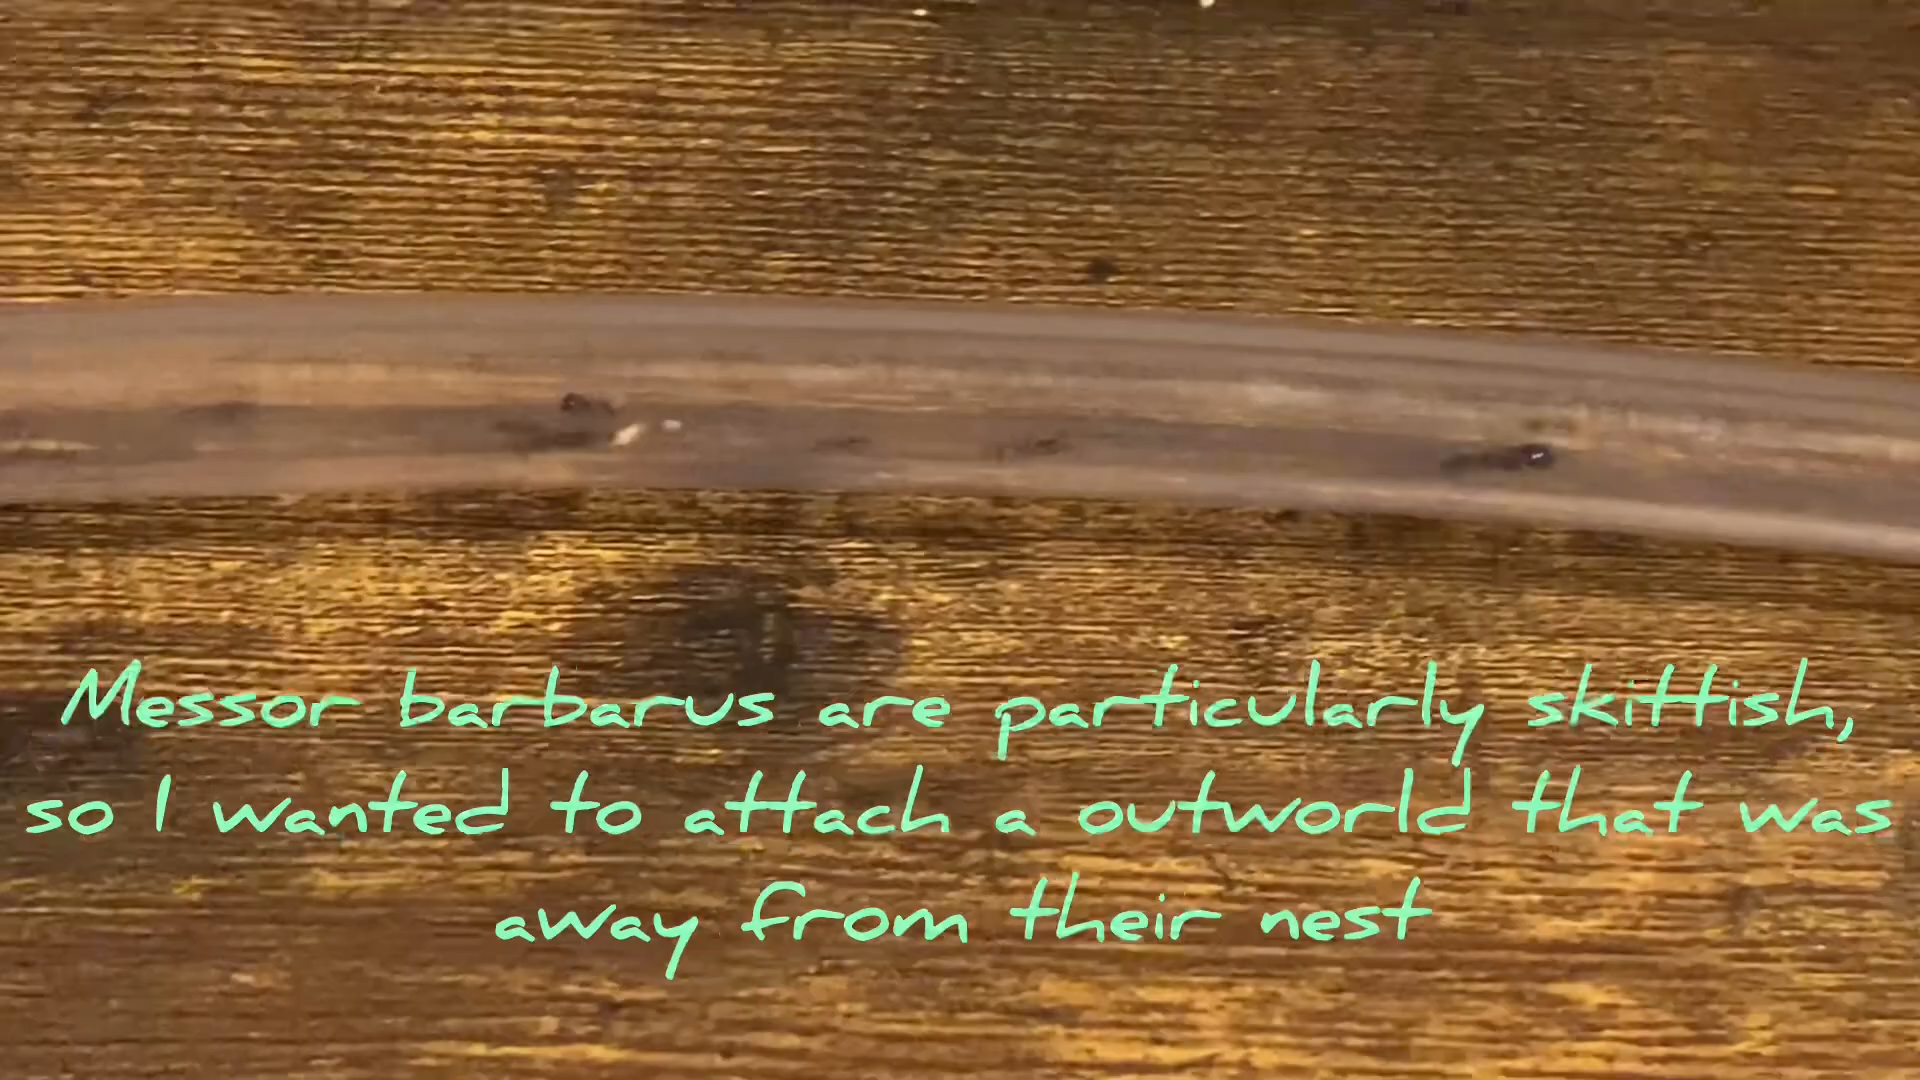 Messor barbarus are particularly skittish,
so I wanted to attach a outworld that was
away from their nest